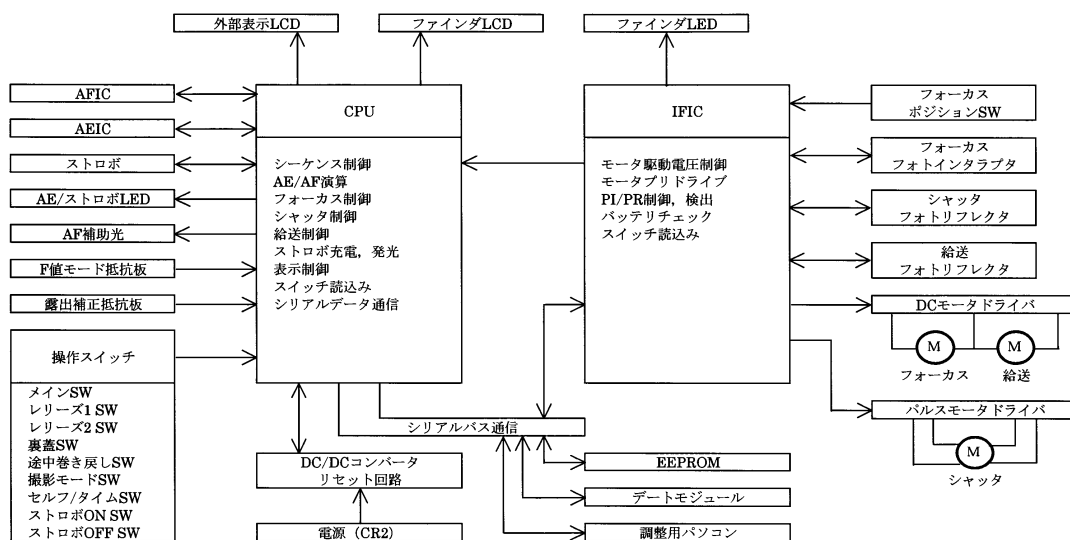 外部表示LCD
ファインダLCD
ファインダLED
AFIC
AEIC
ストロボ
AE/ストロボLED
AF補助光
F値モード抵抗板
露出補正抵抗板
操作スイッチ
メインSW
レリーズ1 SW
レリーズ2 SW
裏蓋SW
途中巻き戻しSW
撮影モードSW
セルフ/タイムSW
ストロボON SW
ストロボOFF SW
CPU
シーケンス制御
AE/AF演算
フォーカス制御
シャッタ制御
給送制御
ストロボ充電，発光
表示制御
スイッチ読込み
シリアルデータ通信
IFIC
モータ駆動電圧制御
モータプリドライブ
PI/PR制御，検出
バッテリチェック
スイッチ読込み
フォーカス
ポジションSW
フォーカス
フォトインタラプタ
シャッタ
フォトリフレクタ
給送
フォトリフレクタ
DCモータドライバ
M
M
フォーカス
給送
パルスモータドライバ
M
シャッタ
シリアルバス通信
DC/DCコンバータ
リセット回路
電源（CR2）
EEPROM
デートモジュール
調整用パソコン